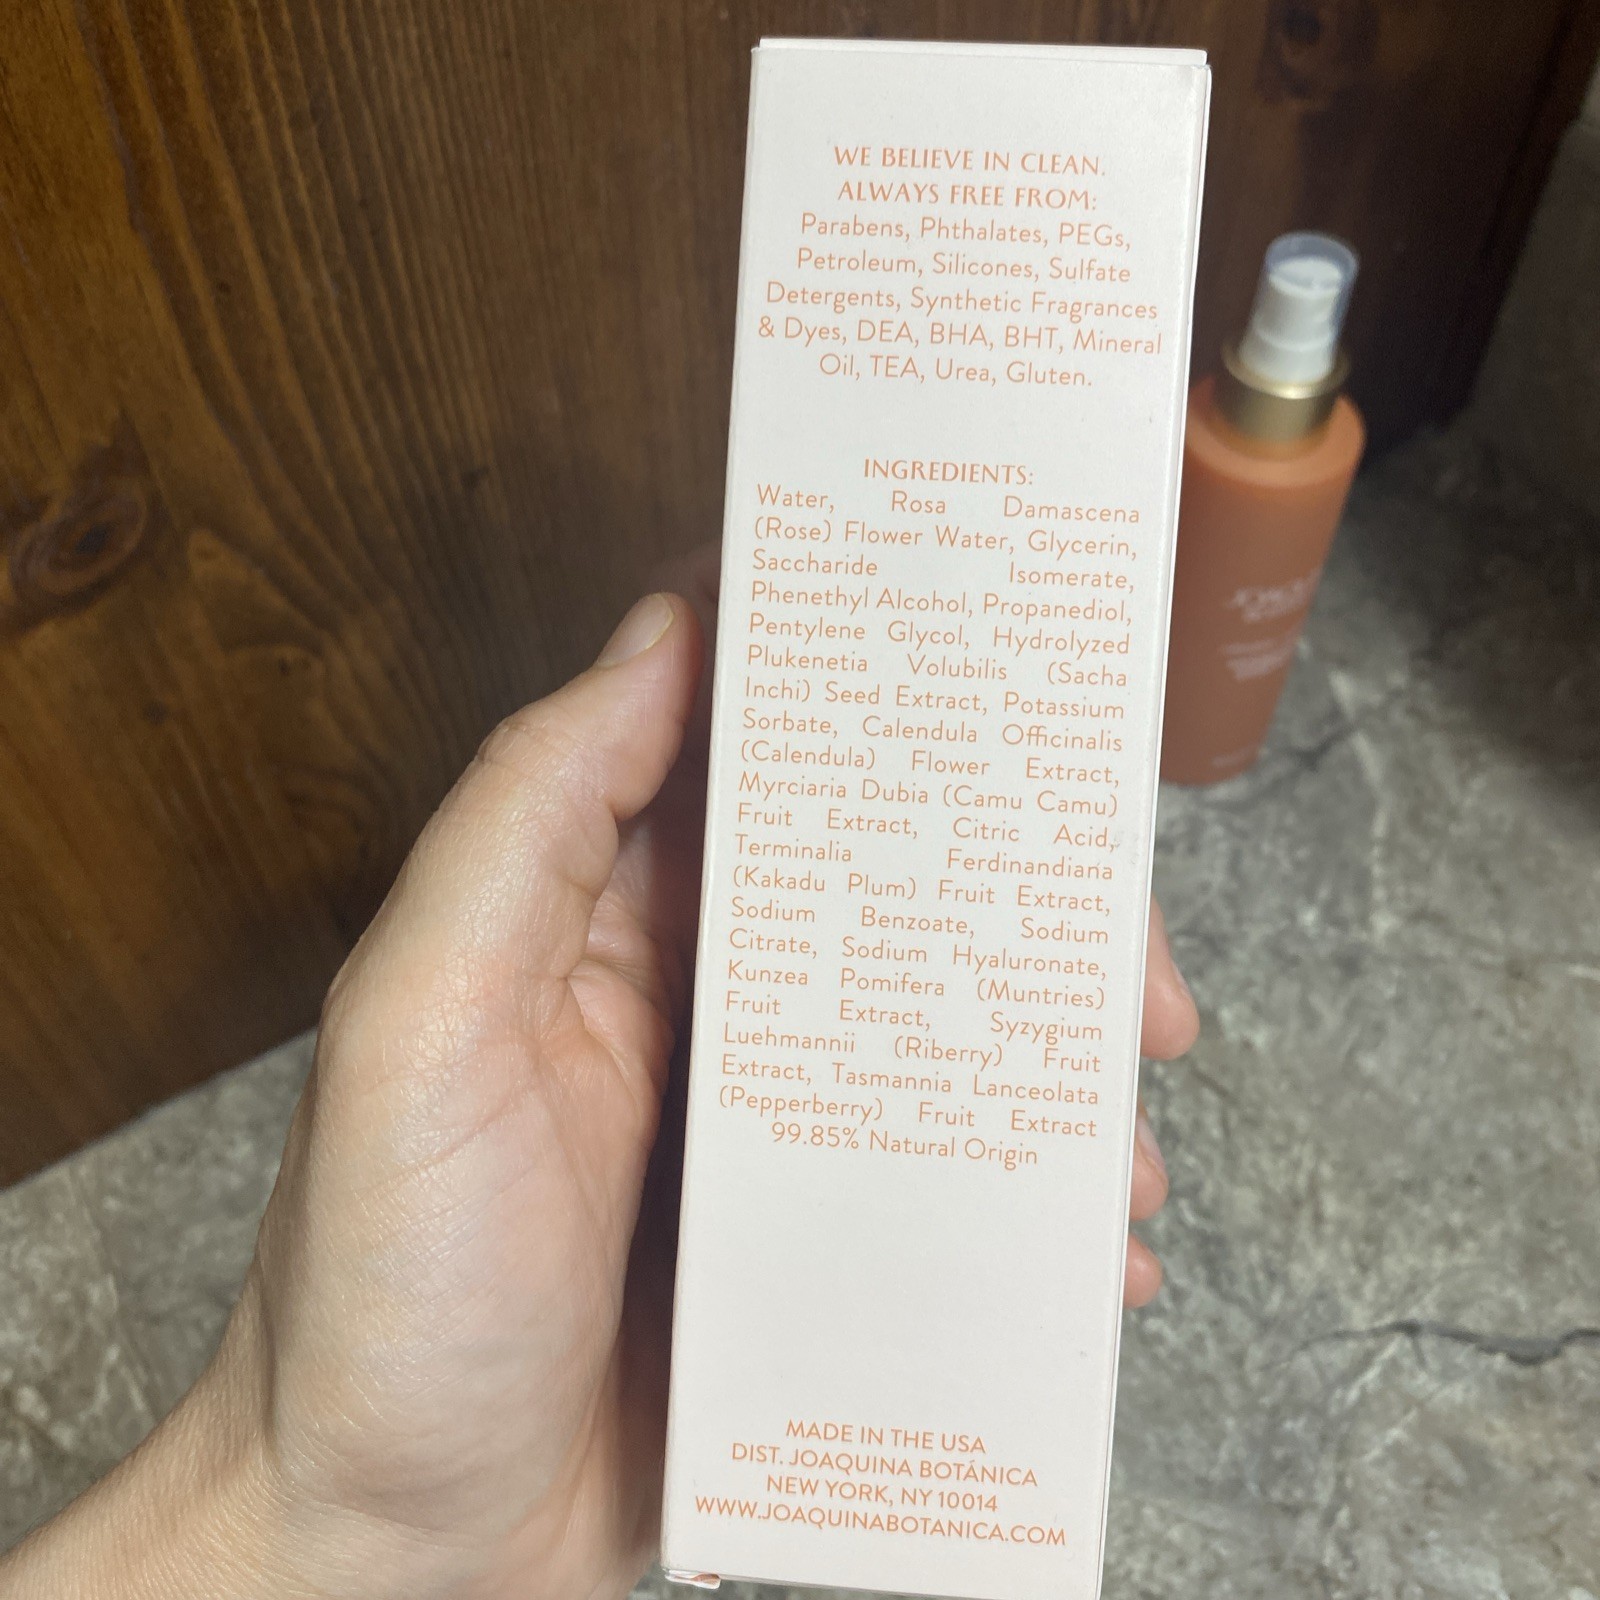 WE BELIEVE IN CLEAN.
ALWAYS FREE FROM:
Parabens, Phthalates, PEGs,
Petroleum, Silicones, Sulfate
Detergents, Synthetic Fragrances
& Dyes, DEA, BHA, BHT, Mineral
Oil, TEA, Urea, Gluten.
INGREDIENTS:
Water, Rosa Damascena
(Rose) Flower Water, Glycerin,
Saccharide Isomerate,
Phenethyl Alcohol, Propanediol,
Pentylene Glycol, Hydrolyzed
Plukenetia Volubilis (Sacha
Inchi) Seed Extract, Potassium
Sorbate, Calendula Officinalis
(Calendula) Flower Extract,
Myrciaria Dubia (Camu Camu)
Fruit Extract, Citric Acid,
Terminalia Ferdinandiana
(Kakadu Plum) Fruit Extract,
Sodium Benzoate, Sodium
Citrate, Sodium Hyaluronate,
Kunzea Pomifera (Muntries)
Fruit Extract, Syzygium
Luehmannii (Riberry) Fruit
Extract, Tasmannia Lanceolata
(Pepperberry) Fruit Extract
99.85% Natural Origin
MADE IN THE USA
DIST. JOAQUINA BOTÁNICA
NEW YORK, NY 10014
WWW.JOAQUINABOTANICA.COM